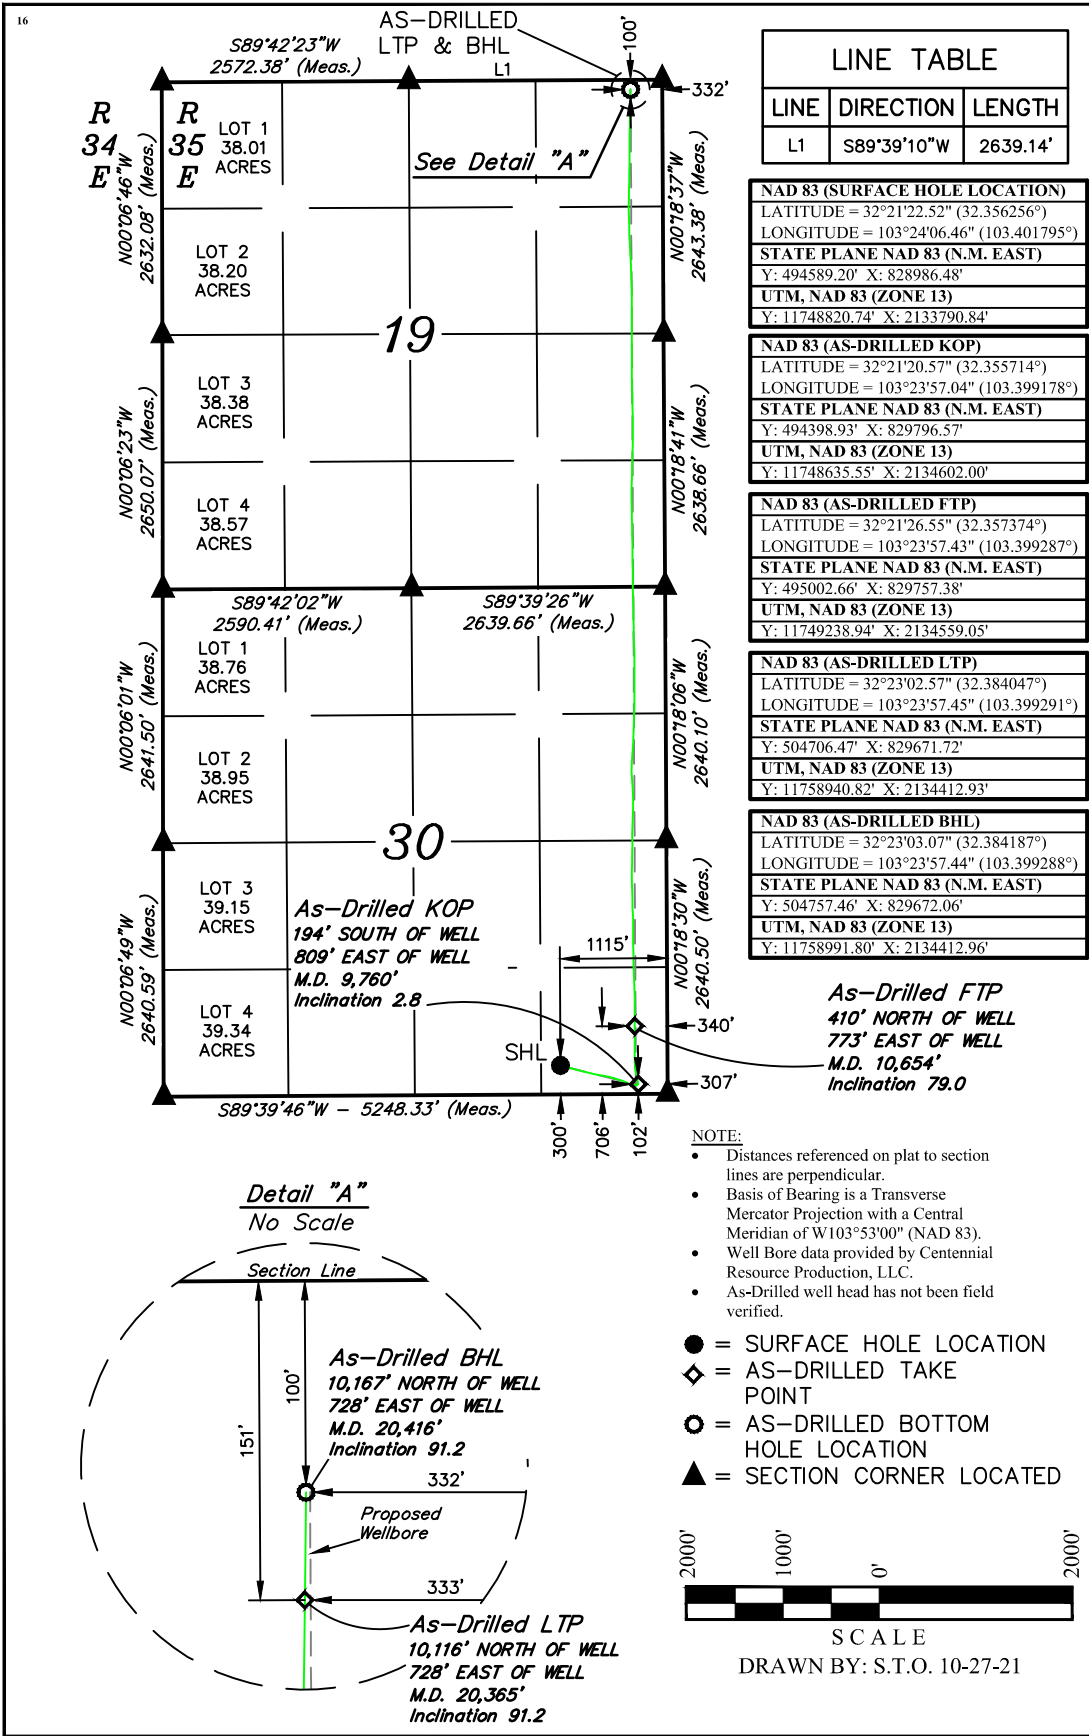 16
AS-DRILLED
LTP & BHL
S89°42'23"W
2572.38' (Meas.)
L1
100'
332'
R
34
E
R
35
E
LOT 1
38.01
ACRES
See Detail "A"
N00°06'46"W
2632.08' (Meas.)
N00°18'37"W
2643.38' (Meas.)
LOT 2
38.20
ACRES
19
LOT 3
38.38
ACRES
N00°06'23"W
2650.07' (Meas.)
N00°18'41"W
2638.66' (Meas.)
LOT 4
38.57
ACRES
S89°42'02"W
2590.41' (Meas.)
S89°39'26"W
2639.66' (Meas.)
LOT 1
38.76
ACRES
N00°06'01"W
2641.50' (Meas.)
N00°18'06"W
2640.10' (Meas.)
LOT 2
38.95
ACRES
30
LOT 3
39.15
ACRES
As-Drilled KOP
194' SOUTH OF WELL
809' EAST OF WELL
M.D. 9,760'
Inclination 2.8
1115'
N00°06'49"W
2640.59' (Meas.)
N00°18'30"W
2640.50' (Meas.)
LOT 4
39.34
ACRES
SHL
340'
307'
As-Drilled FTP
410' NORTH OF WELL
773' EAST OF WELL
M.D. 10,654'
Inclination 79.0
S89°39'46"W - 5248.33' (Meas.)
300'
706'
102'
LINE TABLE
LINE DIRECTION LENGTH
L1 S89°39'10"W 2639.14'
NAD 83 (SURFACE HOLE LOCATION)
LATITUDE = 32°21'22.52" (32.356256°)
LONGITUDE = 103°24'06.46" (103.401795°)
STATE PLANE NAD 83 (N.M. EAST)
Y: 494589.20' X: 828986.48'
UTM, NAD 83 (ZONE 13)
Y: 11748820.74' X: 2133790.84'
NAD 83 (AS-DRILLED KOP)
LATITUDE = 32°21'20.57" (32.355714°)
LONGITUDE = 103°23'57.04" (103.399178°)
STATE PLANE NAD 83 (N.M. EAST)
Y: 494398.93' X: 829796.57'
UTM, NAD 83 (ZONE 13)
Y: 11748635.55' X: 2134602.00'
NAD 83 (AS-DRILLED FTP)
LATITUDE = 32°21'26.55" (32.357374°)
LONGITUDE = 103°23'57.43" (103.399287°)
STATE PLANE NAD 83 (N.M. EAST)
Y: 495002.66' X: 829757.38'
UTM, NAD 83 (ZONE 13)
Y: 11749238.94' X: 2134559.05'
NAD 83 (AS-DRILLED LTP)
LATITUDE = 32°23'02.57" (32.384047°)
LONGITUDE = 103°23'57.45" (103.399291°)
STATE PLANE NAD 83 (N.M. EAST)
Y: 504706.47' X: 829671.72'
UTM, NAD 83 (ZONE 13)
Y: 11758940.82' X: 2134412.93'
NAD 83 (AS-DRILLED BHL)
LATITUDE = 32°23'03.07" (32.384187°)
LONGITUDE = 103°23'57.44" (103.399288°)
STATE PLANE NAD 83 (N.M. EAST)
Y: 504757.46' X: 829672.06'
UTM, NAD 83 (ZONE 13)
Y: 11758991.80' X: 2134412.96'
NOTE:
• Distances referenced on plat to section
lines are perpendicular.
• Basis of Bearing is a Transverse
Mercator Projection with a Central
Meridian of W103°53'00" (NAD 83).
• Well Bore data provided by Centennial
Resource Production, LLC.
• As-Drilled well head has not been field
verified.
= SURFACE HOLE LOCATION
= AS-DRILLED TAKE
POINT
= AS-DRILLED BOTTOM
HOLE LOCATION
= SECTION CORNER LOCATED
Detail "A"
No Scale
Section Line
100'
151'
As-Drilled BHL
10,167' NORTH OF WELL
728' EAST OF WELL
M.D. 20,416'
Inclination 91.2
332'
Proposed
Wellbore
333'
As-Drilled LTP
10,116' NORTH OF WELL
728' EAST OF WELL
M.D. 20,365'
Inclination 91.2
2000' 1000' 0' 2000'
SCALE
DRAWN BY: S.T.O. 10-27-21